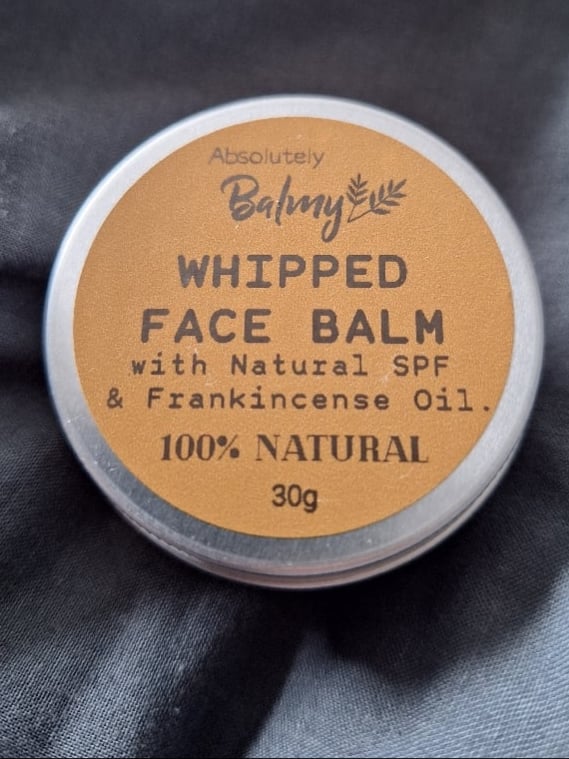 Absolutely
Balmy
WHIPPED
FACE BALM
with Natural SPF
& Frankincense Oil.
100% NATURAL
30g